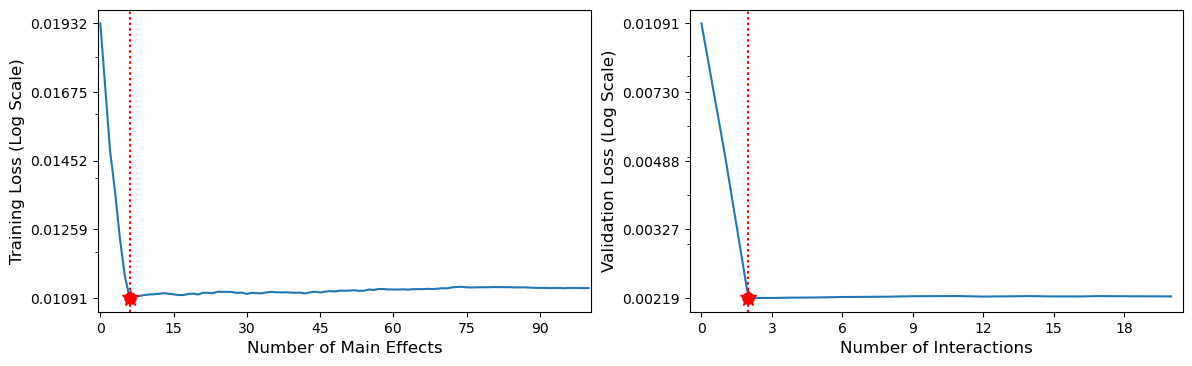 Training Loss (Log Scale)
0.01932
0.01675
0.01452
0.01259
0.01091
0 15 30 45 60 75 90
Number of Main Effects
Validation Loss (Log Scale)
0.01091
0.00730
0.00488
0.00327
0.00219
0 3 6 9 12 15 18
Number of Interactions